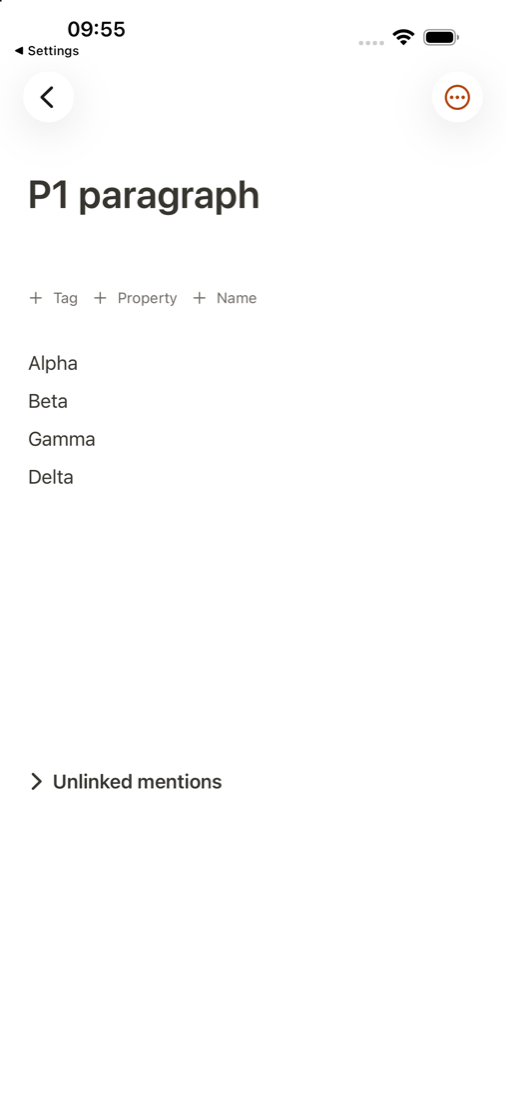 09:55
◀ Settings
P1 paragraph
+ Tag + Property + Name
Alpha
Beta
Gamma
Delta
Unlinked mentions